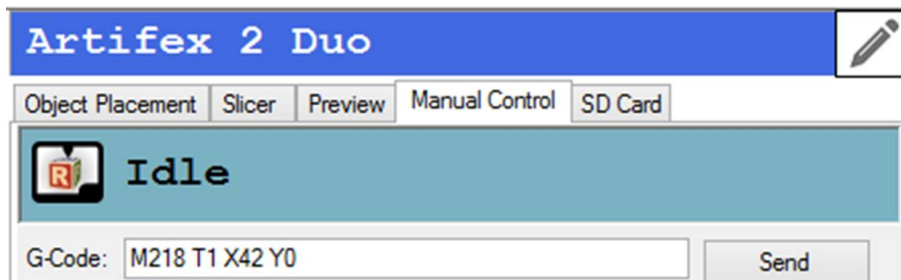 Artifex 2 Duo
Object Placement Slicer Preview Manual Control SD Card
R Idle
G-Code: M218 T1 X42 Y0 Send